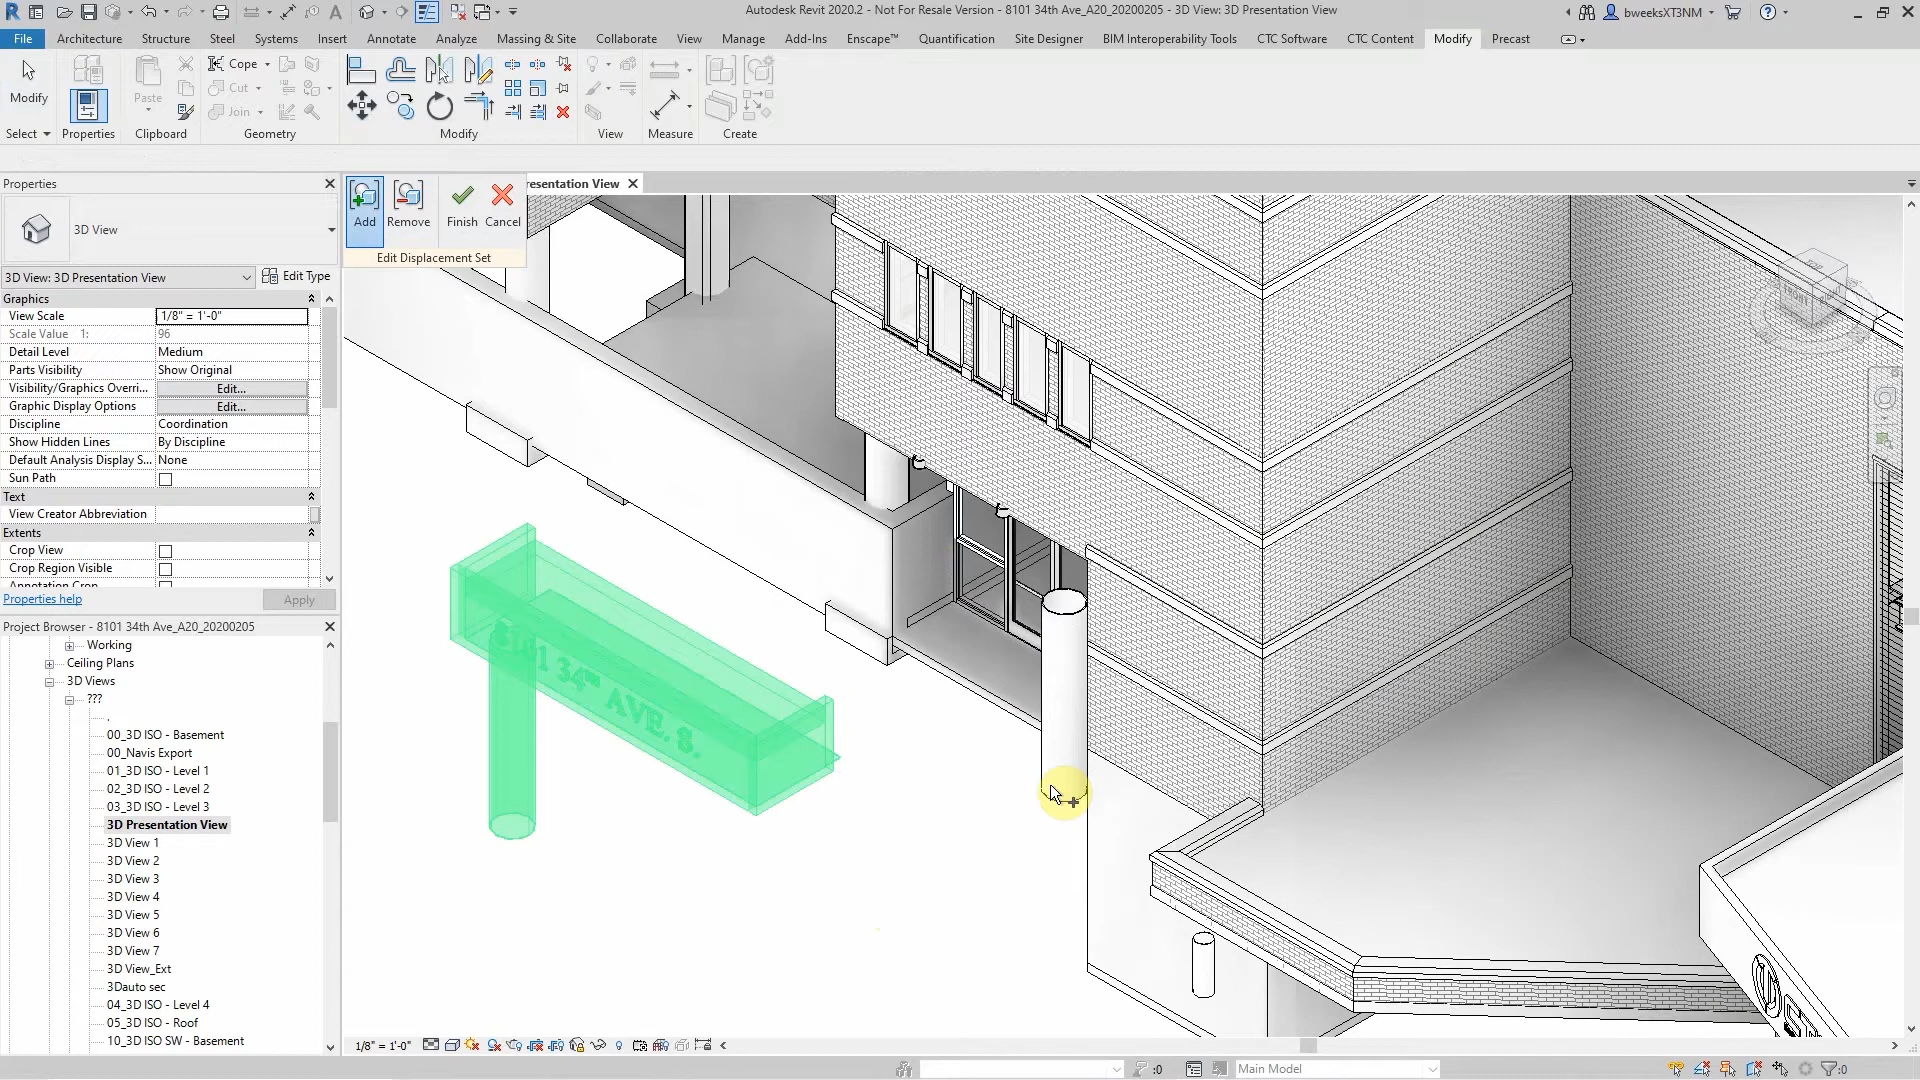 Autodesk Revit 2020.2 - Not For Resale Version - 8101 34th Ave_A20_20200205 - 3D View: 3D Presentation View
bweeksXT3NM
File Architecture Structure Steel Systems Insert Annotate Analyze Massing & Site Collaborate View Manage Add-Ins Enscape™ Quantification Site Designer BIM Interoperability Tools CTC Software CTC Content Modify Precast
Modify
Paste
Cope
Cut
Join
Select Properties Clipboard Geometry Modify View Measure Create
Properties
3D View
3D View: 3D Presentation View Edit Type
Graphics
View Scale 1/8" = 1'-0"
Scale Value 1: 96
Detail Level Medium
Parts Visibility Show Original
Visibility/Graphics Overri... Edit...
Graphic Display Options Edit...
Discipline Coordination
Show Hidden Lines By Discipline
Default Analysis Display S... None
Sun Path
Text
View Creator Abbreviation
Extents
Crop View
Crop Region Visible
Annotation Crop
Properties help Apply
Project Browser - 8101 34th Ave_A20_20200205
Working
Ceiling Plans
3D Views
???
.
00_3D ISO - Basement
00_Navis Export
01_3D ISO - Level 1
02_3D ISO - Level 2
03_3D ISO - Level 3
3D Presentation View
3D View 1
3D View 2
3D View 3
3D View 4
3D View 5
3D View 6
3D View 7
3D View_Ext
3Dauto sec
04_3D ISO - Level 4
05_3D ISO - Roof
10_3D ISO SW - Basement
resentation View
Add Remove Finish Cancel
Edit Displacement Set
8101 34TH AVE. S.
TOP
FRONT
1/8" = 1'-0"
:0
Main Model
:0